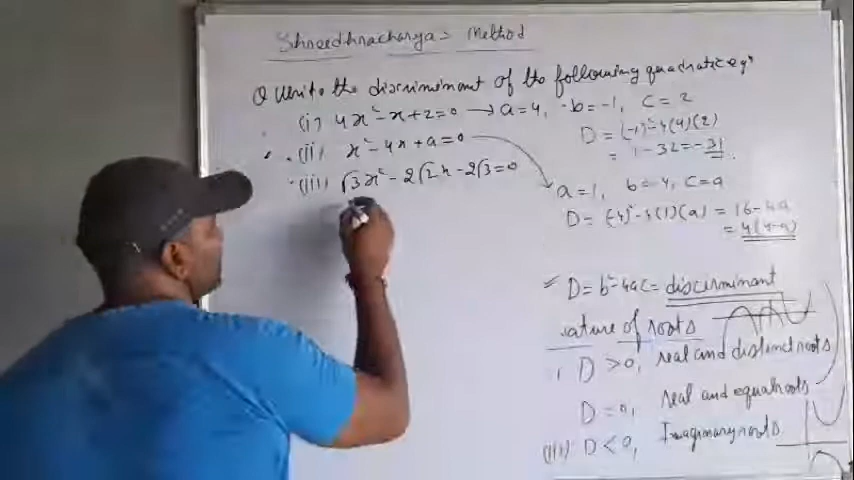 Shreedhracharya's Method
Q Write the discriminant of the following quadratic eqⁿ
(i) 4x² - x + 2 = 0 → a = 4, b = -1, c = 2
D = (-1)² - 4(4)(2)
= 1 - 32 = -31
(ii) x² - 4x + a = 0
a = 1, b = -4, c = a
D = (-4)² - 4(1)(a) = 16 - 4a
= 4(4-a)
(iii) √3x² - 2√2x - 2√3 = 0
D = b² - 4ac = discerminant
nature of roots
i D > 0, real and distinct roots
D = 0, real and equal roots
(iii) D < 0, Imaginary roots